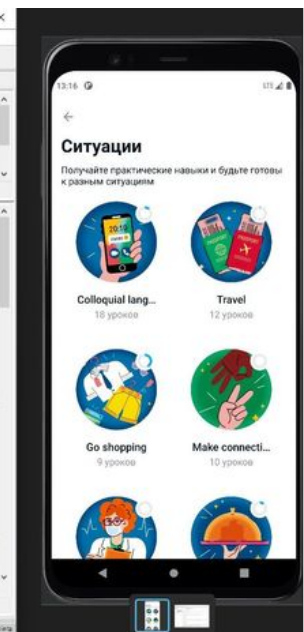 13:16
LTE
Ситуации
Получайте практические навыки и будьте готовы
к разным ситуациям
Colloquial lang...
18 уроков
Travel
12 уроков
Go shopping
9 уроков
Make connecti...
10 уроков